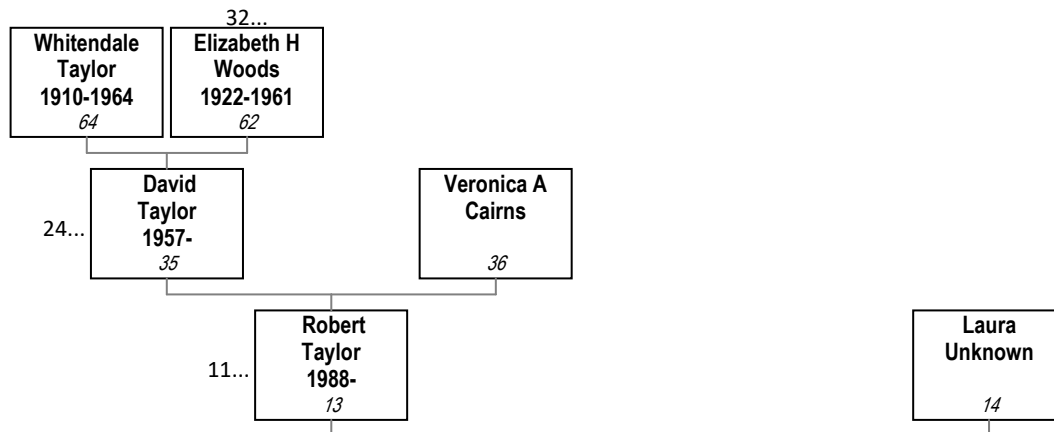 32...
Whitendale
Taylor
1910-1964
64
Elizabeth H
Woods
1922-1961
62
24...
David
Taylor
1957-
35
Veronica A
Cairns
36
11...
Robert
Taylor
1988-
13
Laura
Unknown
14